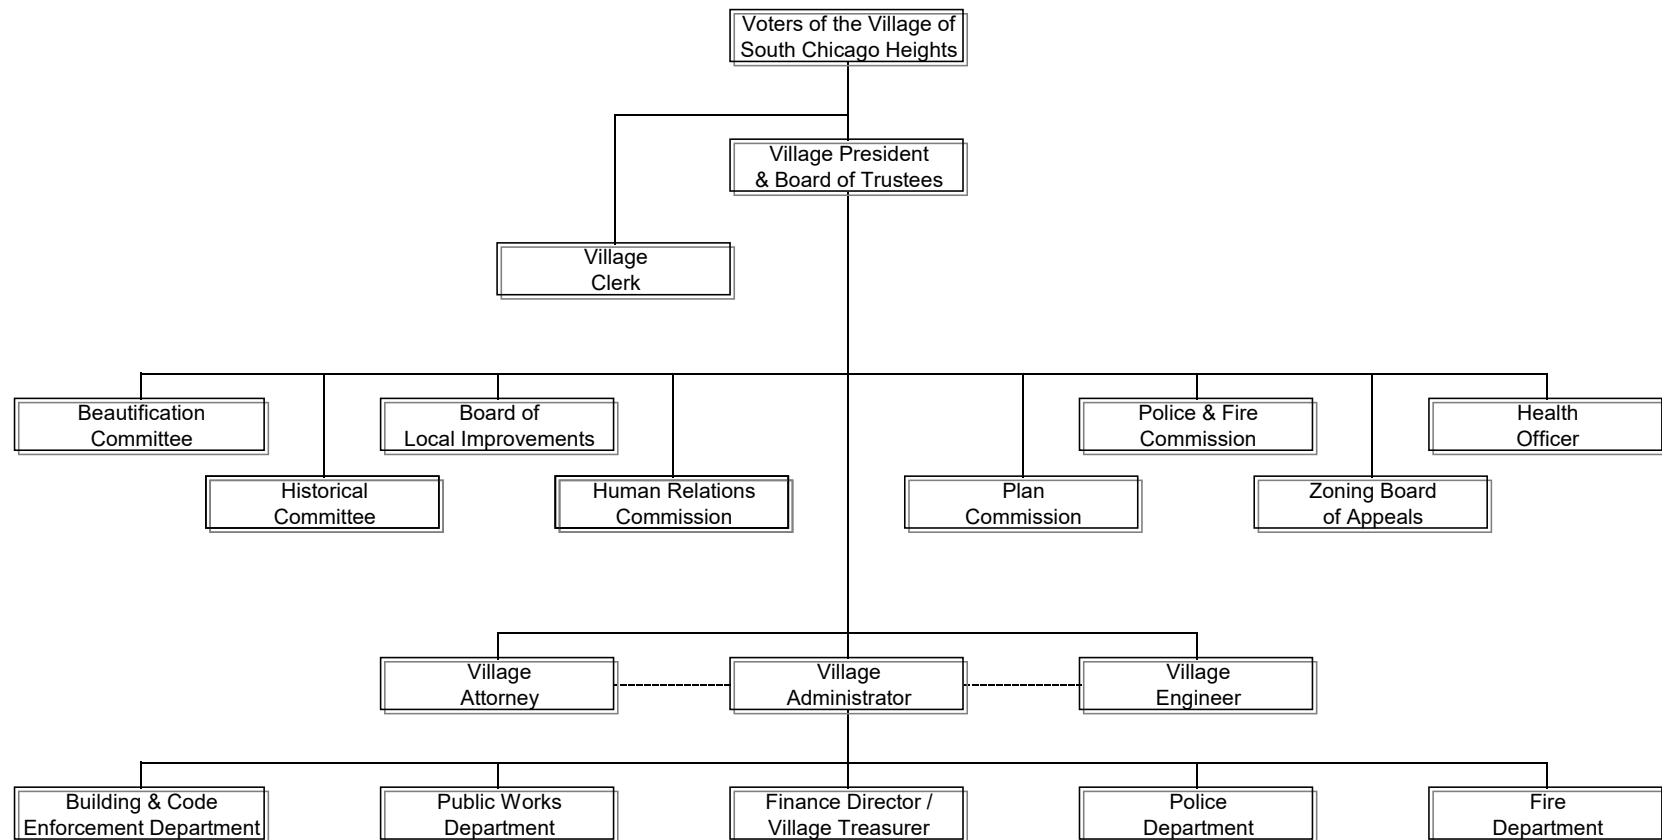 Voters of the Village of
South Chicago Heights
Village President
& Board of Trustees
Village
Clerk
Beautification
Committee
Board of
Local Improvements
Police & Fire
Commission
Health
Officer
Historical
Committee
Human Relations
Commission
Plan
Commission
Zoning Board
of Appeals
Village
Attorney
Village
Administrator
Village
Engineer
Building & Code
Enforcement Department
Public Works
Department
Finance Director /
Village Treasurer
Police
Department
Fire
Department